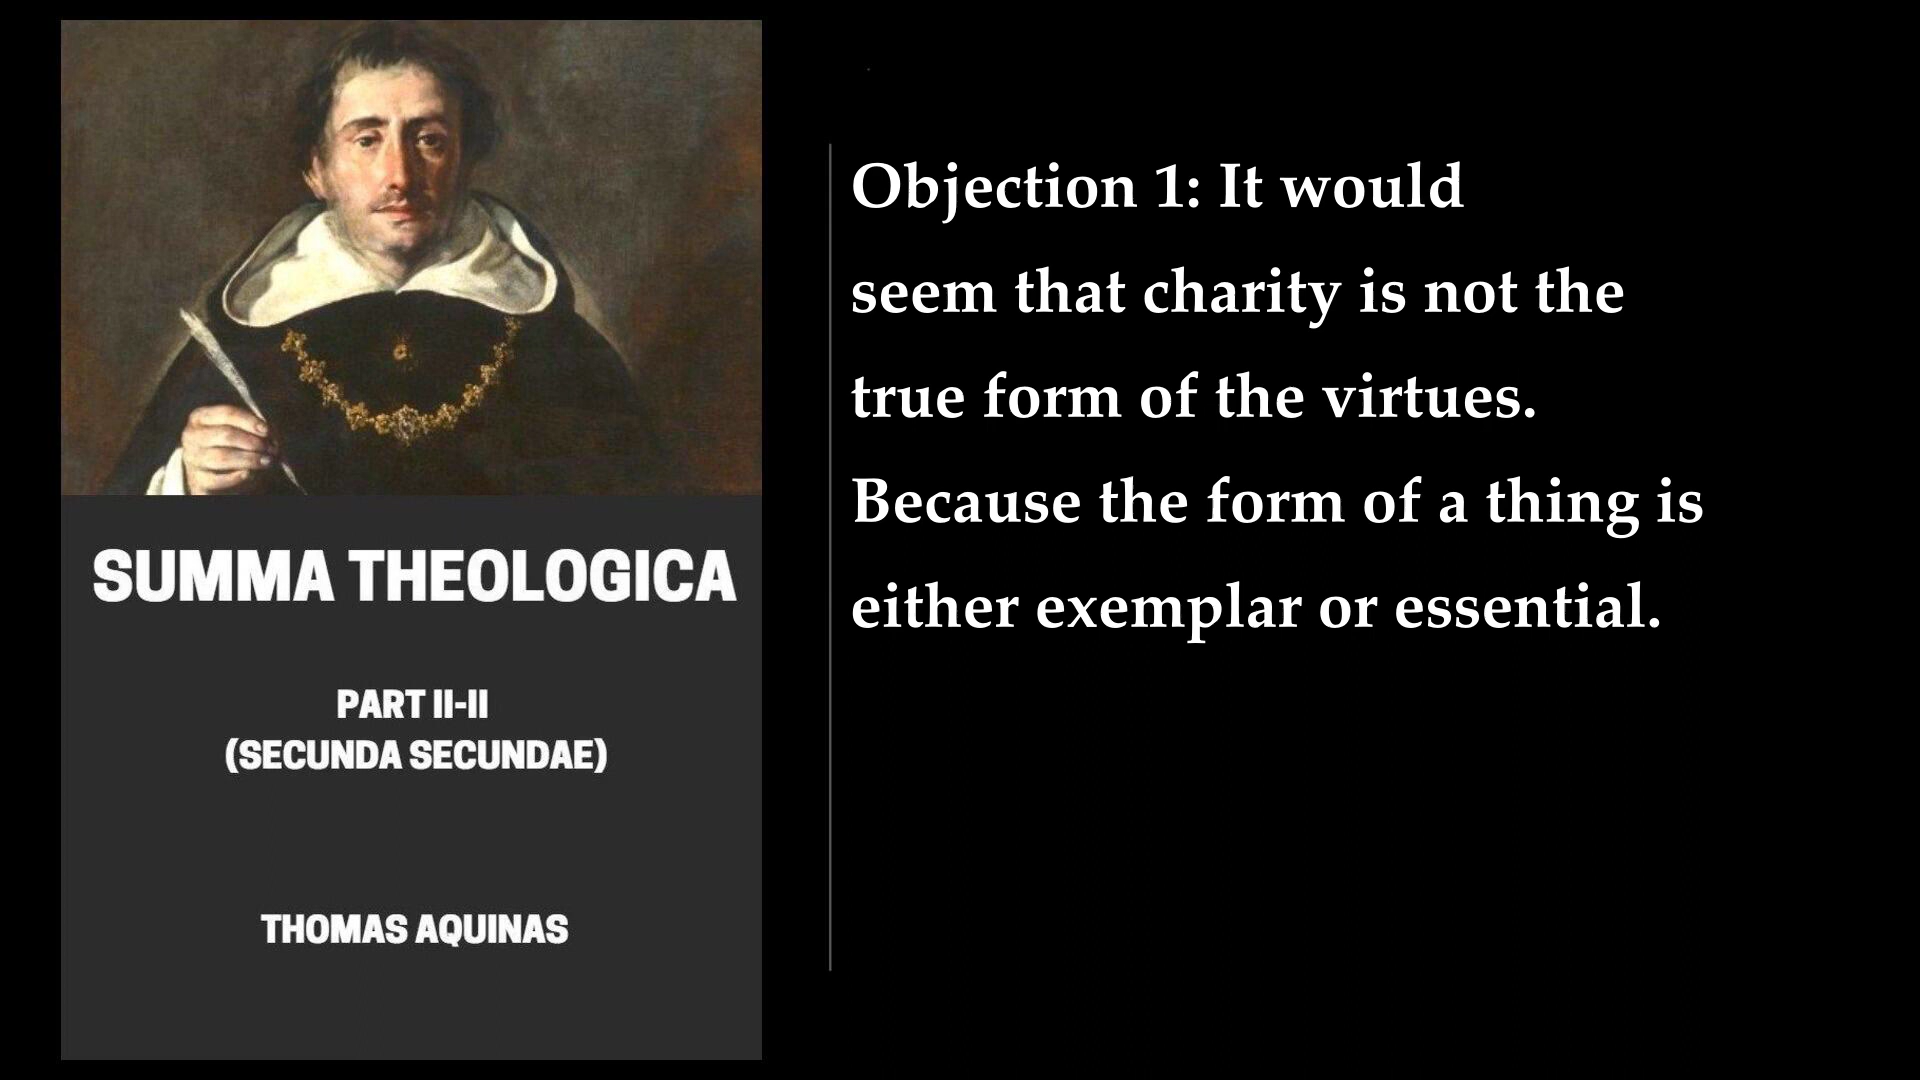 SUMMA THEOLOGICA
PART II-II
(SECUNDA SECUNDAE)
THOMAS AQUINAS
Objection 1: It would
seem that charity is not the
true form of the virtues.
Because the form of a thing is
either exemplar or essential.